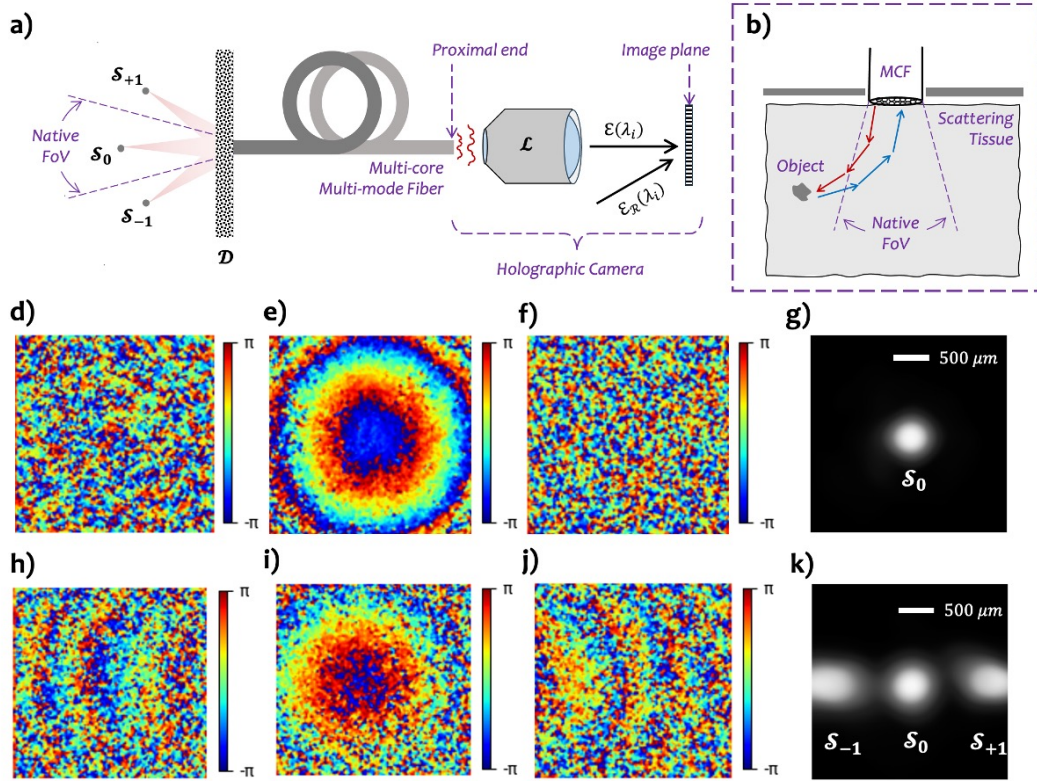 a)
S₊₁
Native
FoV
S₀
S₋₁
D
Proximal end
Multi-core
Multi-mode Fiber
L
ℰ(λᵢ)
ℰ_R(λᵢ)
Image plane
Holographic Camera
b)
MCF
Scattering
Tissue
Object
Native
FoV
d)
π
-π
e)
π
-π
f)
π
-π
g)
500 μm
S₀
h)
π
-π
i)
π
-π
j)
π
-π
k)
500 μm
S₋₁ S₀ S₊₁